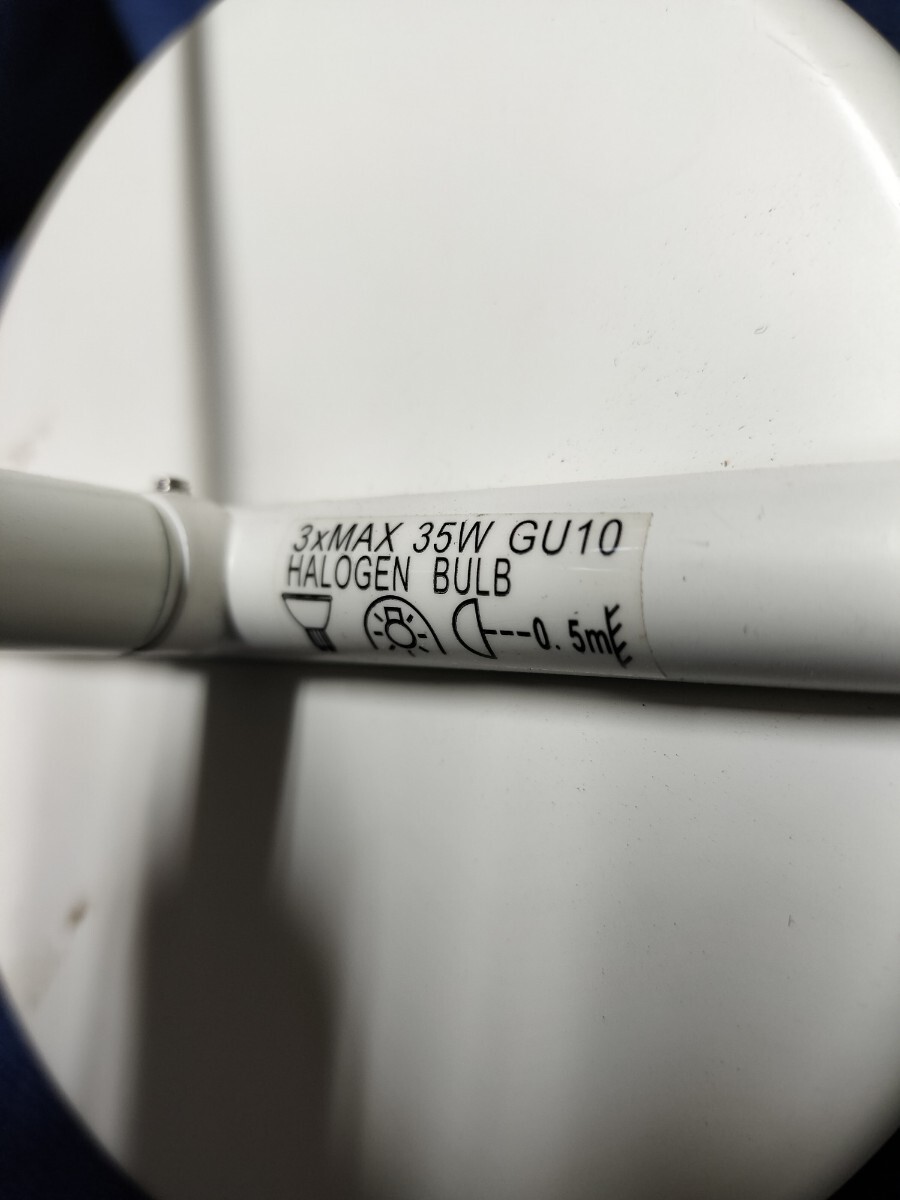 3xMAX 35W GU10
HALOGEN BULB
0.5m